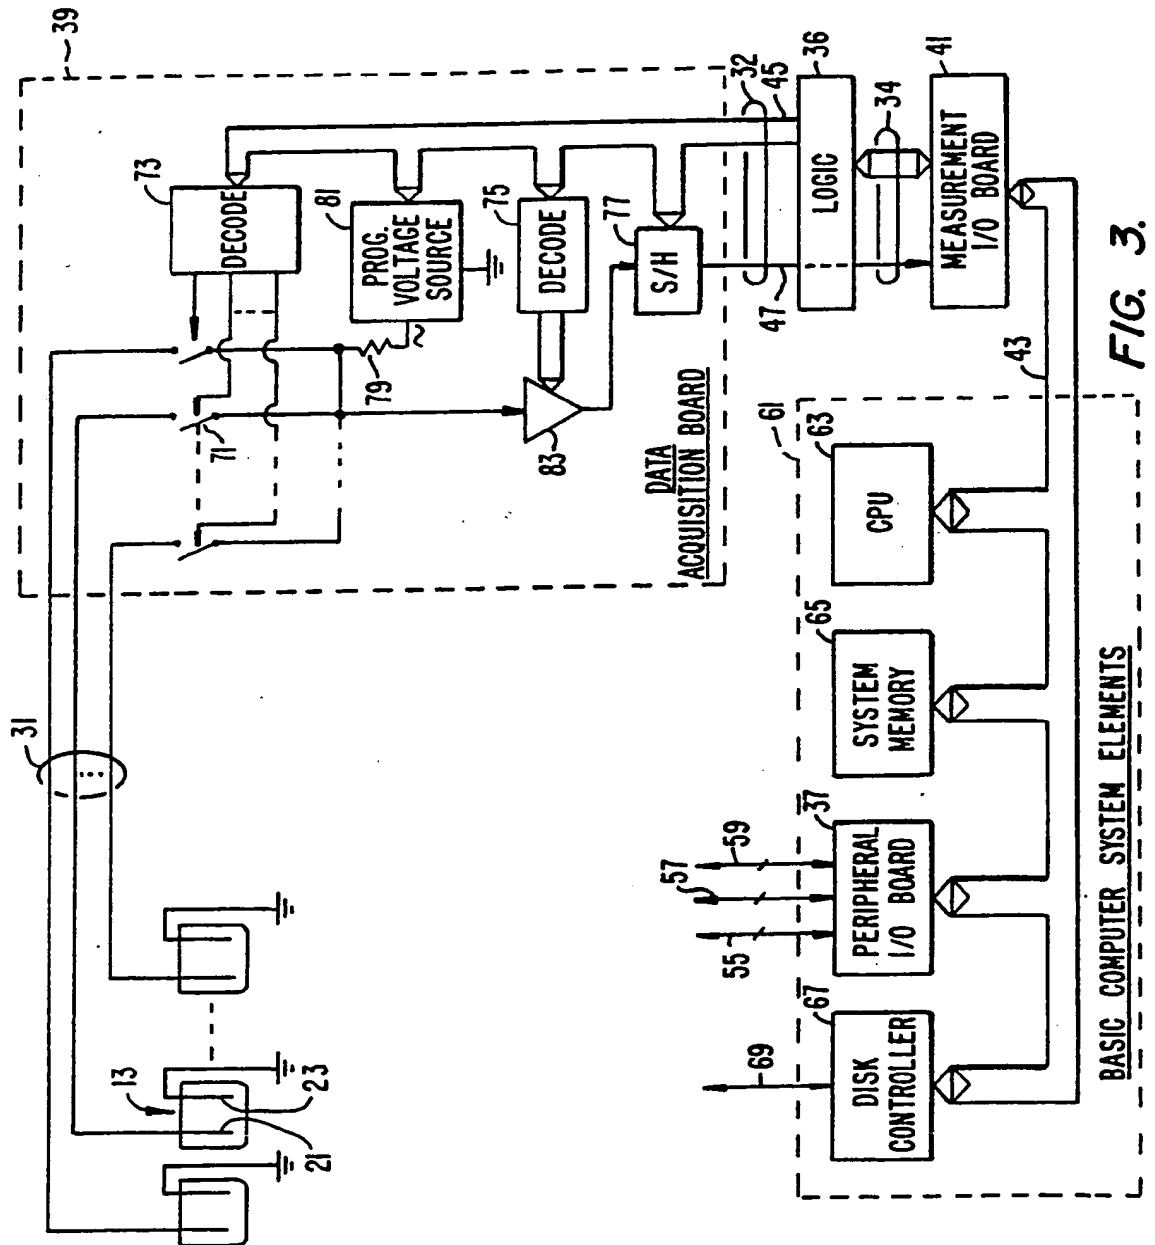 39
73
DECODE
81
PROG.
VOLTAGE
SOURCE
75
DECODE
77
S/H
32
45
36
LOGIC
34
41
MEASUREMENT
I/O BOARD
47
79
71
83
DATA
ACQUISITION BOARD
31
13
23
21
43
61
63
CPU
65
SYSTEM
MEMORY
37
PERIPHERAL
I/O BOARD
59
57
55
67
DISK
CONTROLLER
69
BASIC COMPUTER SYSTEM ELEMENTS
FIG. 3.